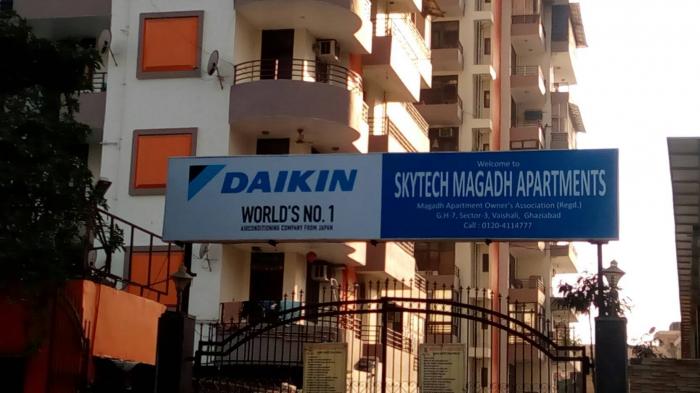 DAIKIN
WORLD'S NO. 1
AIRCONDITIONING COMPANY FROM JAPAN
Welcome to
SKYTECH MAGADH APARTMENTS
Magadh Apartment Owner's Association (Regd.)
G.H-7, Sector-3, Vaishali, Ghaziabad
Call : 0120-4114777